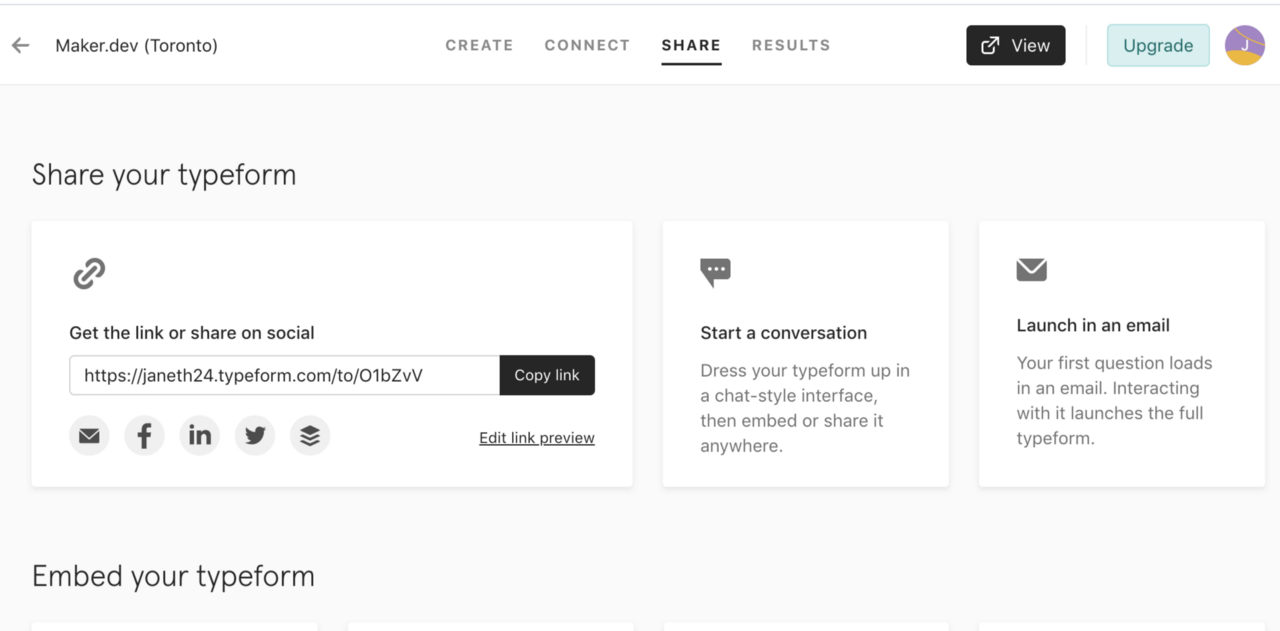 Maker.dev (Toronto)
CREATE CONNECT SHARE RESULTS
View
Upgrade
J
Share your typeform
Get the link or share on social
https://janeth24.typeform.com/to/O1bZvV
Copy link
Edit link preview
Start a conversation
Dress your typeform up in
a chat-style interface,
then embed or share it
anywhere.
Launch in an email
Your first question loads
in an email. Interacting
with it launches the full
typeform.
Embed your typeform